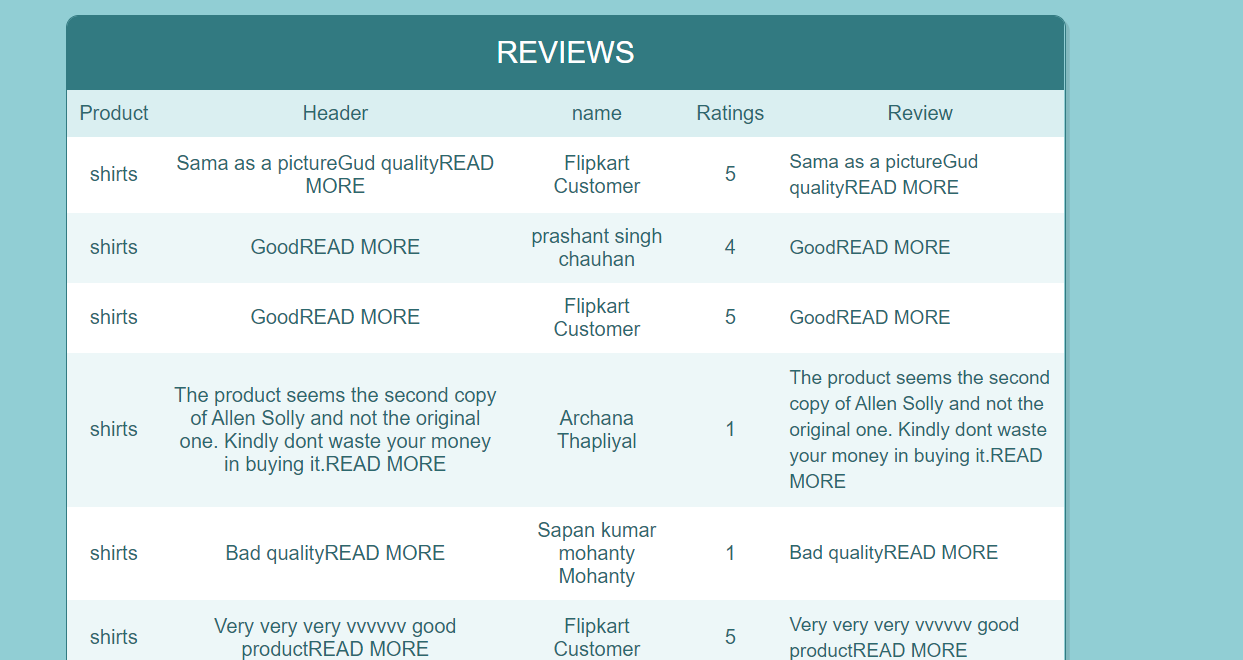 REVIEWS
Product Header name Ratings Review
shirts
Sama as a pictureGud qualityREAD
MORE
Flipkart
Customer
5
Sama as a pictureGud
qualityREAD MORE
shirts
GoodREAD MORE
prashant singh
chauhan
4
GoodREAD MORE
shirts
GoodREAD MORE
Flipkart
Customer
5
GoodREAD MORE
shirts
The product seems the second copy
of Allen Solly and not the original
one. Kindly dont waste your money
in buying it.READ MORE
Archana
Thapliyal
1
The product seems the second
copy of Allen Solly and not the
original one. Kindly dont waste
your money in buying it.READ
MORE
shirts
Bad qualityREAD MORE
Sapan kumar
mohanty
Mohanty
1
Bad qualityREAD MORE
shirts
Very very very vvvvvv good
productREAD MORE
Flipkart
Customer
5
Very very very vvvvvv good
productREAD MORE